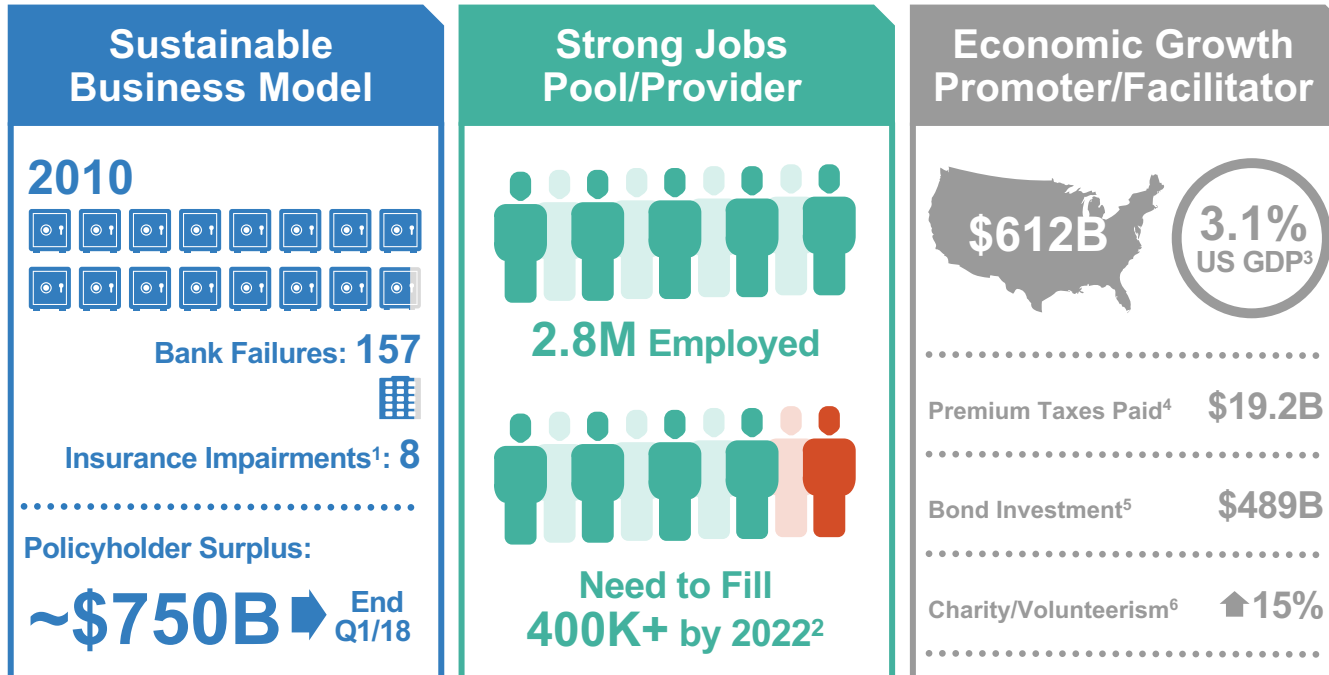 Sustainable
Business Model
2010
Bank Failures: 157
Insurance Impairments¹: 8
Policyholder Surplus:
~$750B
End
Q1/18
Strong Jobs
Pool/Provider
2.8M Employed
Need to Fill
400K+ by 2022²
Economic Growth
Promoter/Facilitator
$612B
3.1%
US GDP³
Premium Taxes Paid⁴ $19.2B
Bond Investment⁵ $489B
Charity/Volunteerism⁶ 15%